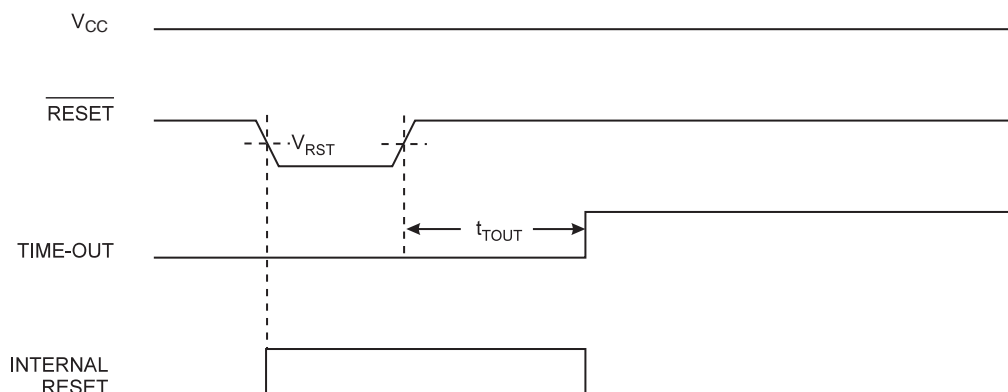 VCC
RESET
VRST
tTOUT
TIME-OUT
INTERNAL
RESET